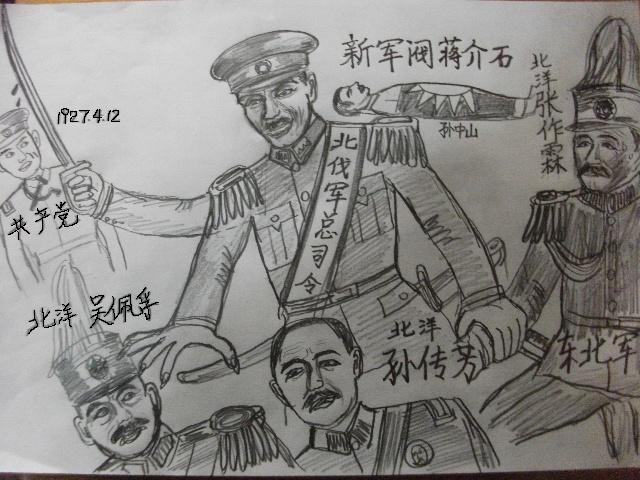 新军阀蒋介石
北洋张作霖
1927.4.12
孙中山
北伐军总司令
共产党
北洋 吴佩孚
北洋
孙传芳
东北军